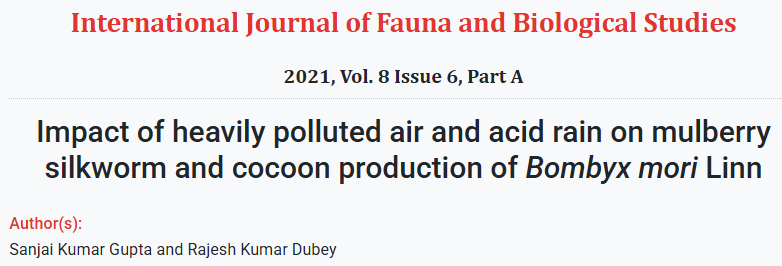 International Journal of Fauna and Biological Studies
2021, Vol. 8 Issue 6, Part A
Impact of heavily polluted air and acid rain on mulberry
silkworm and cocoon production of Bombyx mori Linn
Author(s):
Sanjai Kumar Gupta and Rajesh Kumar Dubey